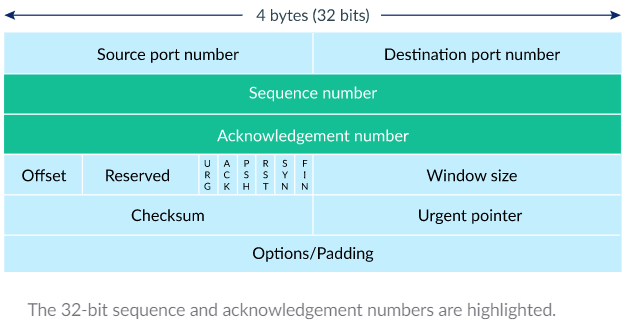 4 bytes (32 bits)
Source port number Destination port number
Sequence number
Acknowledgement number
Offset Reserved URG ACK PSH RST SYN FIN Window size
Checksum Urgent pointer
Options/Padding
The 32-bit sequence and acknowledgement numbers are highlighted.